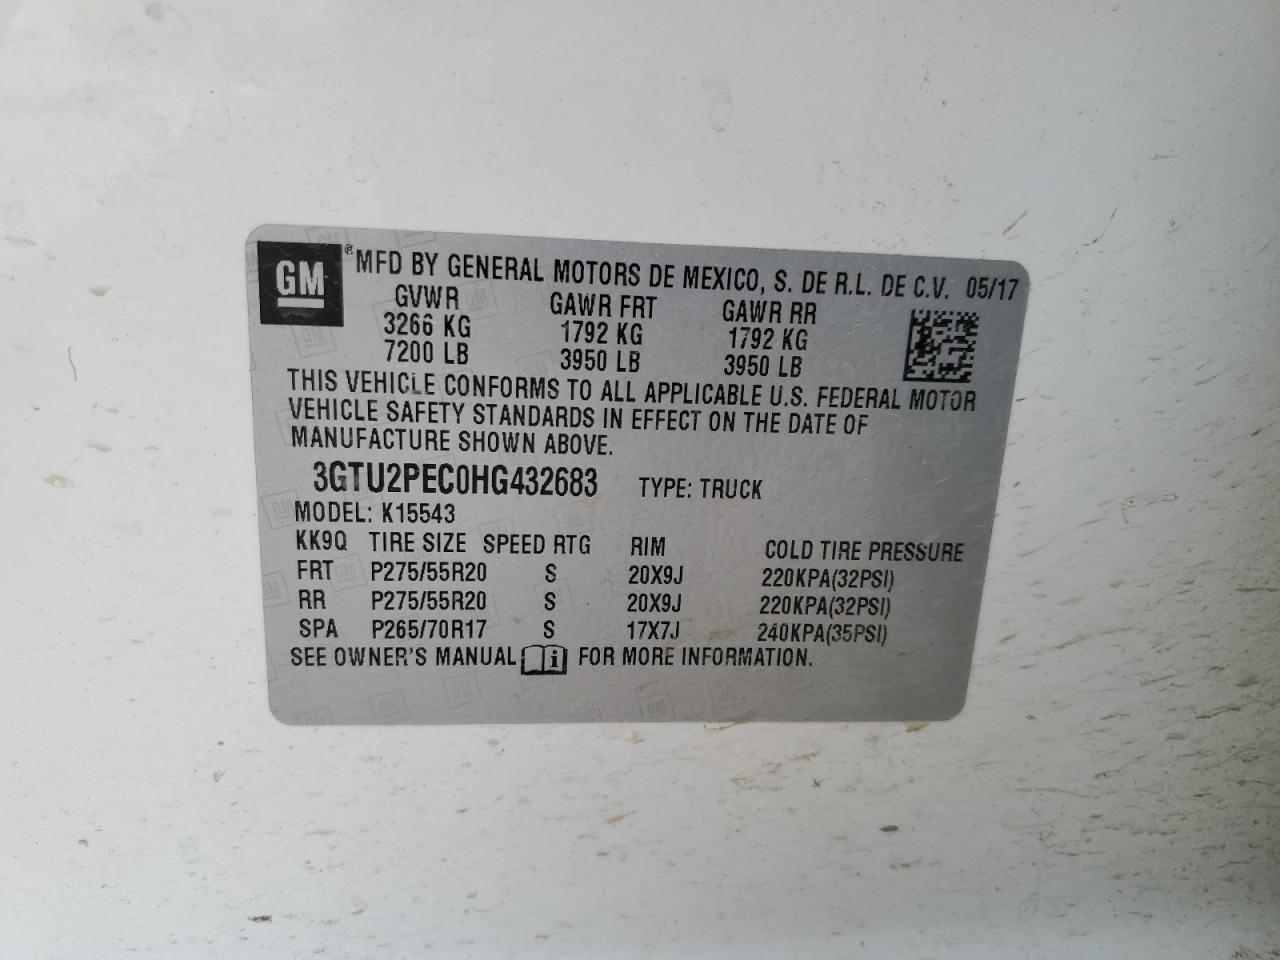 GM ® MFD BY GENERAL MOTORS DE MEXICO, S. DE R.L. DE C.V. 05/17
GVWR GAWR FRT GAWR RR
3266 KG 1792 KG 1792 KG
7200 LB 3950 LB 3950 LB
THIS VEHICLE CONFORMS TO ALL APPLICABLE U.S. FEDERAL MOTOR
VEHICLE SAFETY STANDARDS IN EFFECT ON THE DATE OF
MANUFACTURE SHOWN ABOVE.
3GTU2PEC0HG432683 TYPE: TRUCK
MODEL: K15543
KK9Q TIRE SIZE SPEED RTG RIM COLD TIRE PRESSURE
FRT P275/55R20 S 20X9J 220KPA(32PSI)
RR P275/55R20 S 20X9J 220KPA(32PSI)
SPA P265/70R17 S 17X7J 240KPA(35PSI)
SEE OWNER'S MANUAL i FOR MORE INFORMATION.